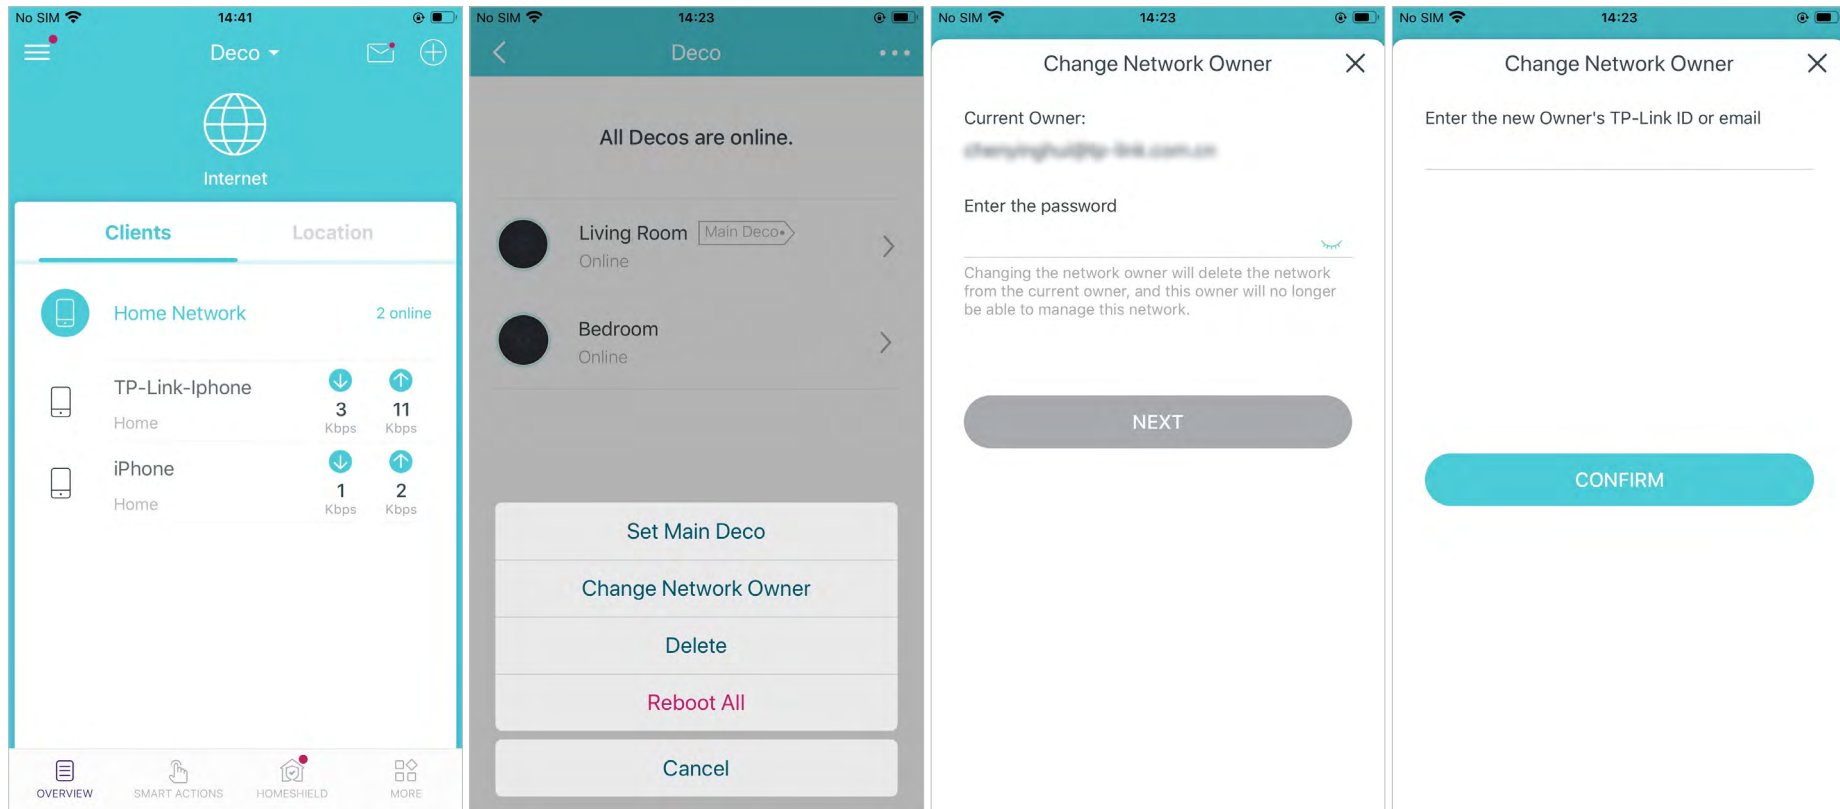 No SIM 14:41
Deco
Internet
Clients Location
Home Network 2 online
TP-Link-Iphone
Home
3 11
Kbps Kbps
iPhone
Home
1 2
Kbps Kbps
OVERVIEW SMART ACTIONS HOMESHIELD MORE
No SIM 14:23
Deco
All Decos are online.
Living Room Main Deco
Online
Bedroom
Online
Set Main Deco
Change Network Owner
Delete
Reboot All
Cancel
No SIM 14:23
Change Network Owner
Current Owner:
Enter the password
Changing the network owner will delete the network
from the current owner, and this owner will no longer
be able to manage this network.
NEXT
No SIM 14:23
Change Network Owner
Enter the new Owner's TP-Link ID or email
CONFIRM